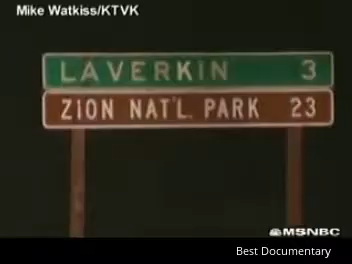 Mike Watkiss/KTVK
LAVERKIN 3
ZION NAT'L. PARK 23
MSNBC
Best Documentary